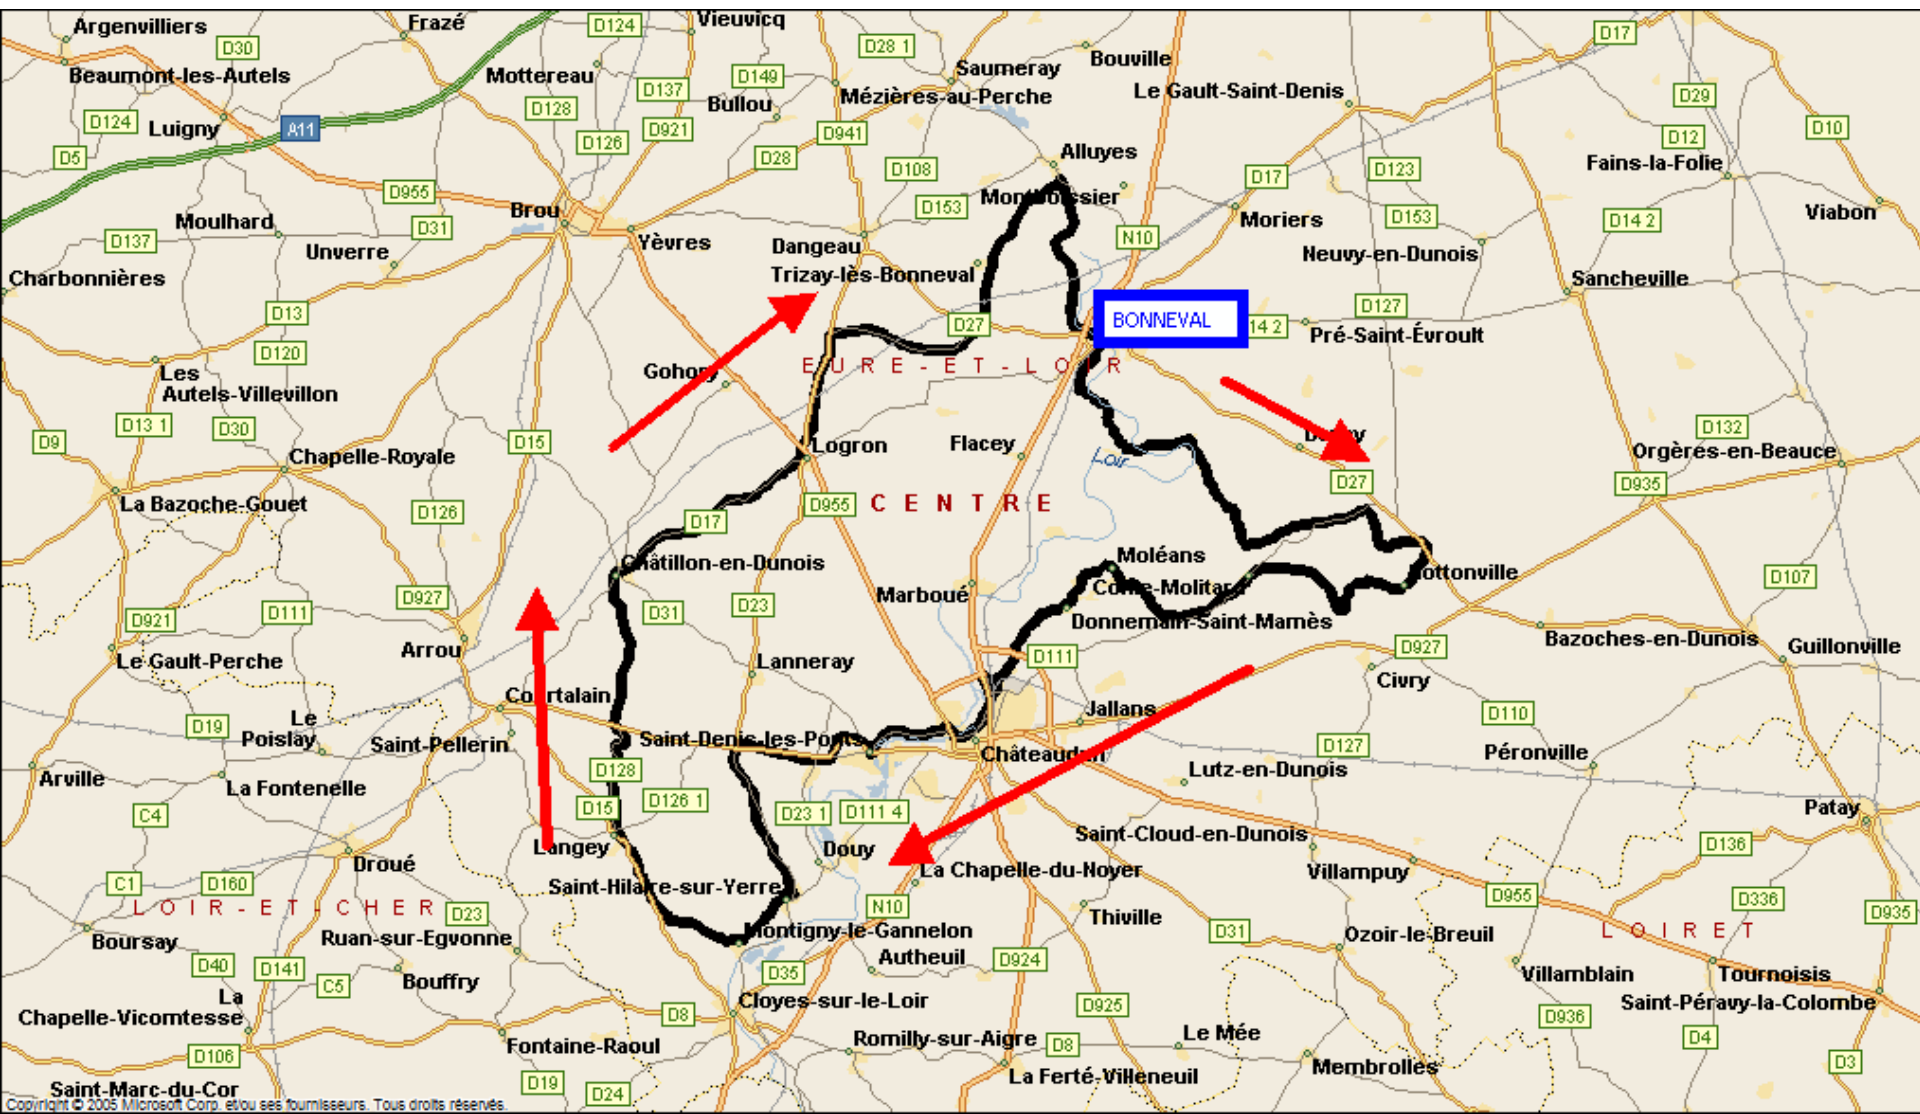 Argenvilliers
Frazé
D124
Vieuvicq
D28 1
Bouville
D17
D30
Beaumont-les-Autels
Mottereau
D149
Saumeray
D137
Mézières-au-Perche
Le Gault-Saint-Denis
D29
D128
Bullou
D124
Luigny
A11
D126
D921
D941
D12
D10
D5
D28
Alluyes
D108
D123
Fains-la-Folie
D955
D17
Brou
D153
Moriers
D153
D14 2
Viabon
Moulhard
D31
D137
Unverre
Yèvres
Dangeau
N10
Neuvy-en-Dunois
Charbonnières
Trizay-lès-Bonneval
Sancheville
D13
D27
BONNEVAL
14 2
D127
Pré-Saint-Évroult
D120
Gohory
EURE-ET-LOIR
Les
Autels-Villevillon
D13 1
D30
D9
D15
Logron
Flacey
Loir
D132
Orgères-en-Beauce
Chapelle-Royale
D27
D935
La Bazoche-Gouet
D126
D17
D955
CENTRE
Châtillon-en-Dunois
Moléans
D107
D927
Marboué
D921
D111
D31
D23
Donnemain-Saint-Mamès
Bazoches-en-Dunois
Arrou
Lanneray
D111
D927
Guillonville
Le Gault-Perche
Civry
Courtalain
Jallans
D110
D19
Le
Poislay
Saint-Pellerin
Saint-Denis-les-Ponts
Châteaudun
D127
Péronville
Arville
La Fontenelle
D128
Lutz-en-Dunois
C4
D15
D126 1
D23 1
D111 4
Patay
Saint-Cloud-en-Dunois
D136
Droué
Langey
Douy
La Chapelle-du-Noyer
Villampuy
C1
D160
Saint-Hilaire-sur-Yerre
D955
D336
LOIR-ET-CHER
D23
N10
Thiville
D935
Boursay
Ruan-sur-Egvonne
Montigny-le-Gannelon
D31
Ozoir-le-Breuil
LOIRET
D40
D141
C5
Bouffry
D35
Autheuil
D924
Villamblain
Tournoisis
La
Chapelle-Vicomtesse
D8
Cloyes-sur-le-Loir
D925
Saint-Péravy-la-Colombe
D936
D106
Fontaine-Raoul
Romilly-sur-Aigre
D8
Le Mée
D4
Saint-Marc-du-Cor
D19
D24
La Ferté-Villeneuil
Membrolles
D3
Copyright © 2005 Microsoft Corp. et/ou ses fournisseurs. Tous droits réservés.